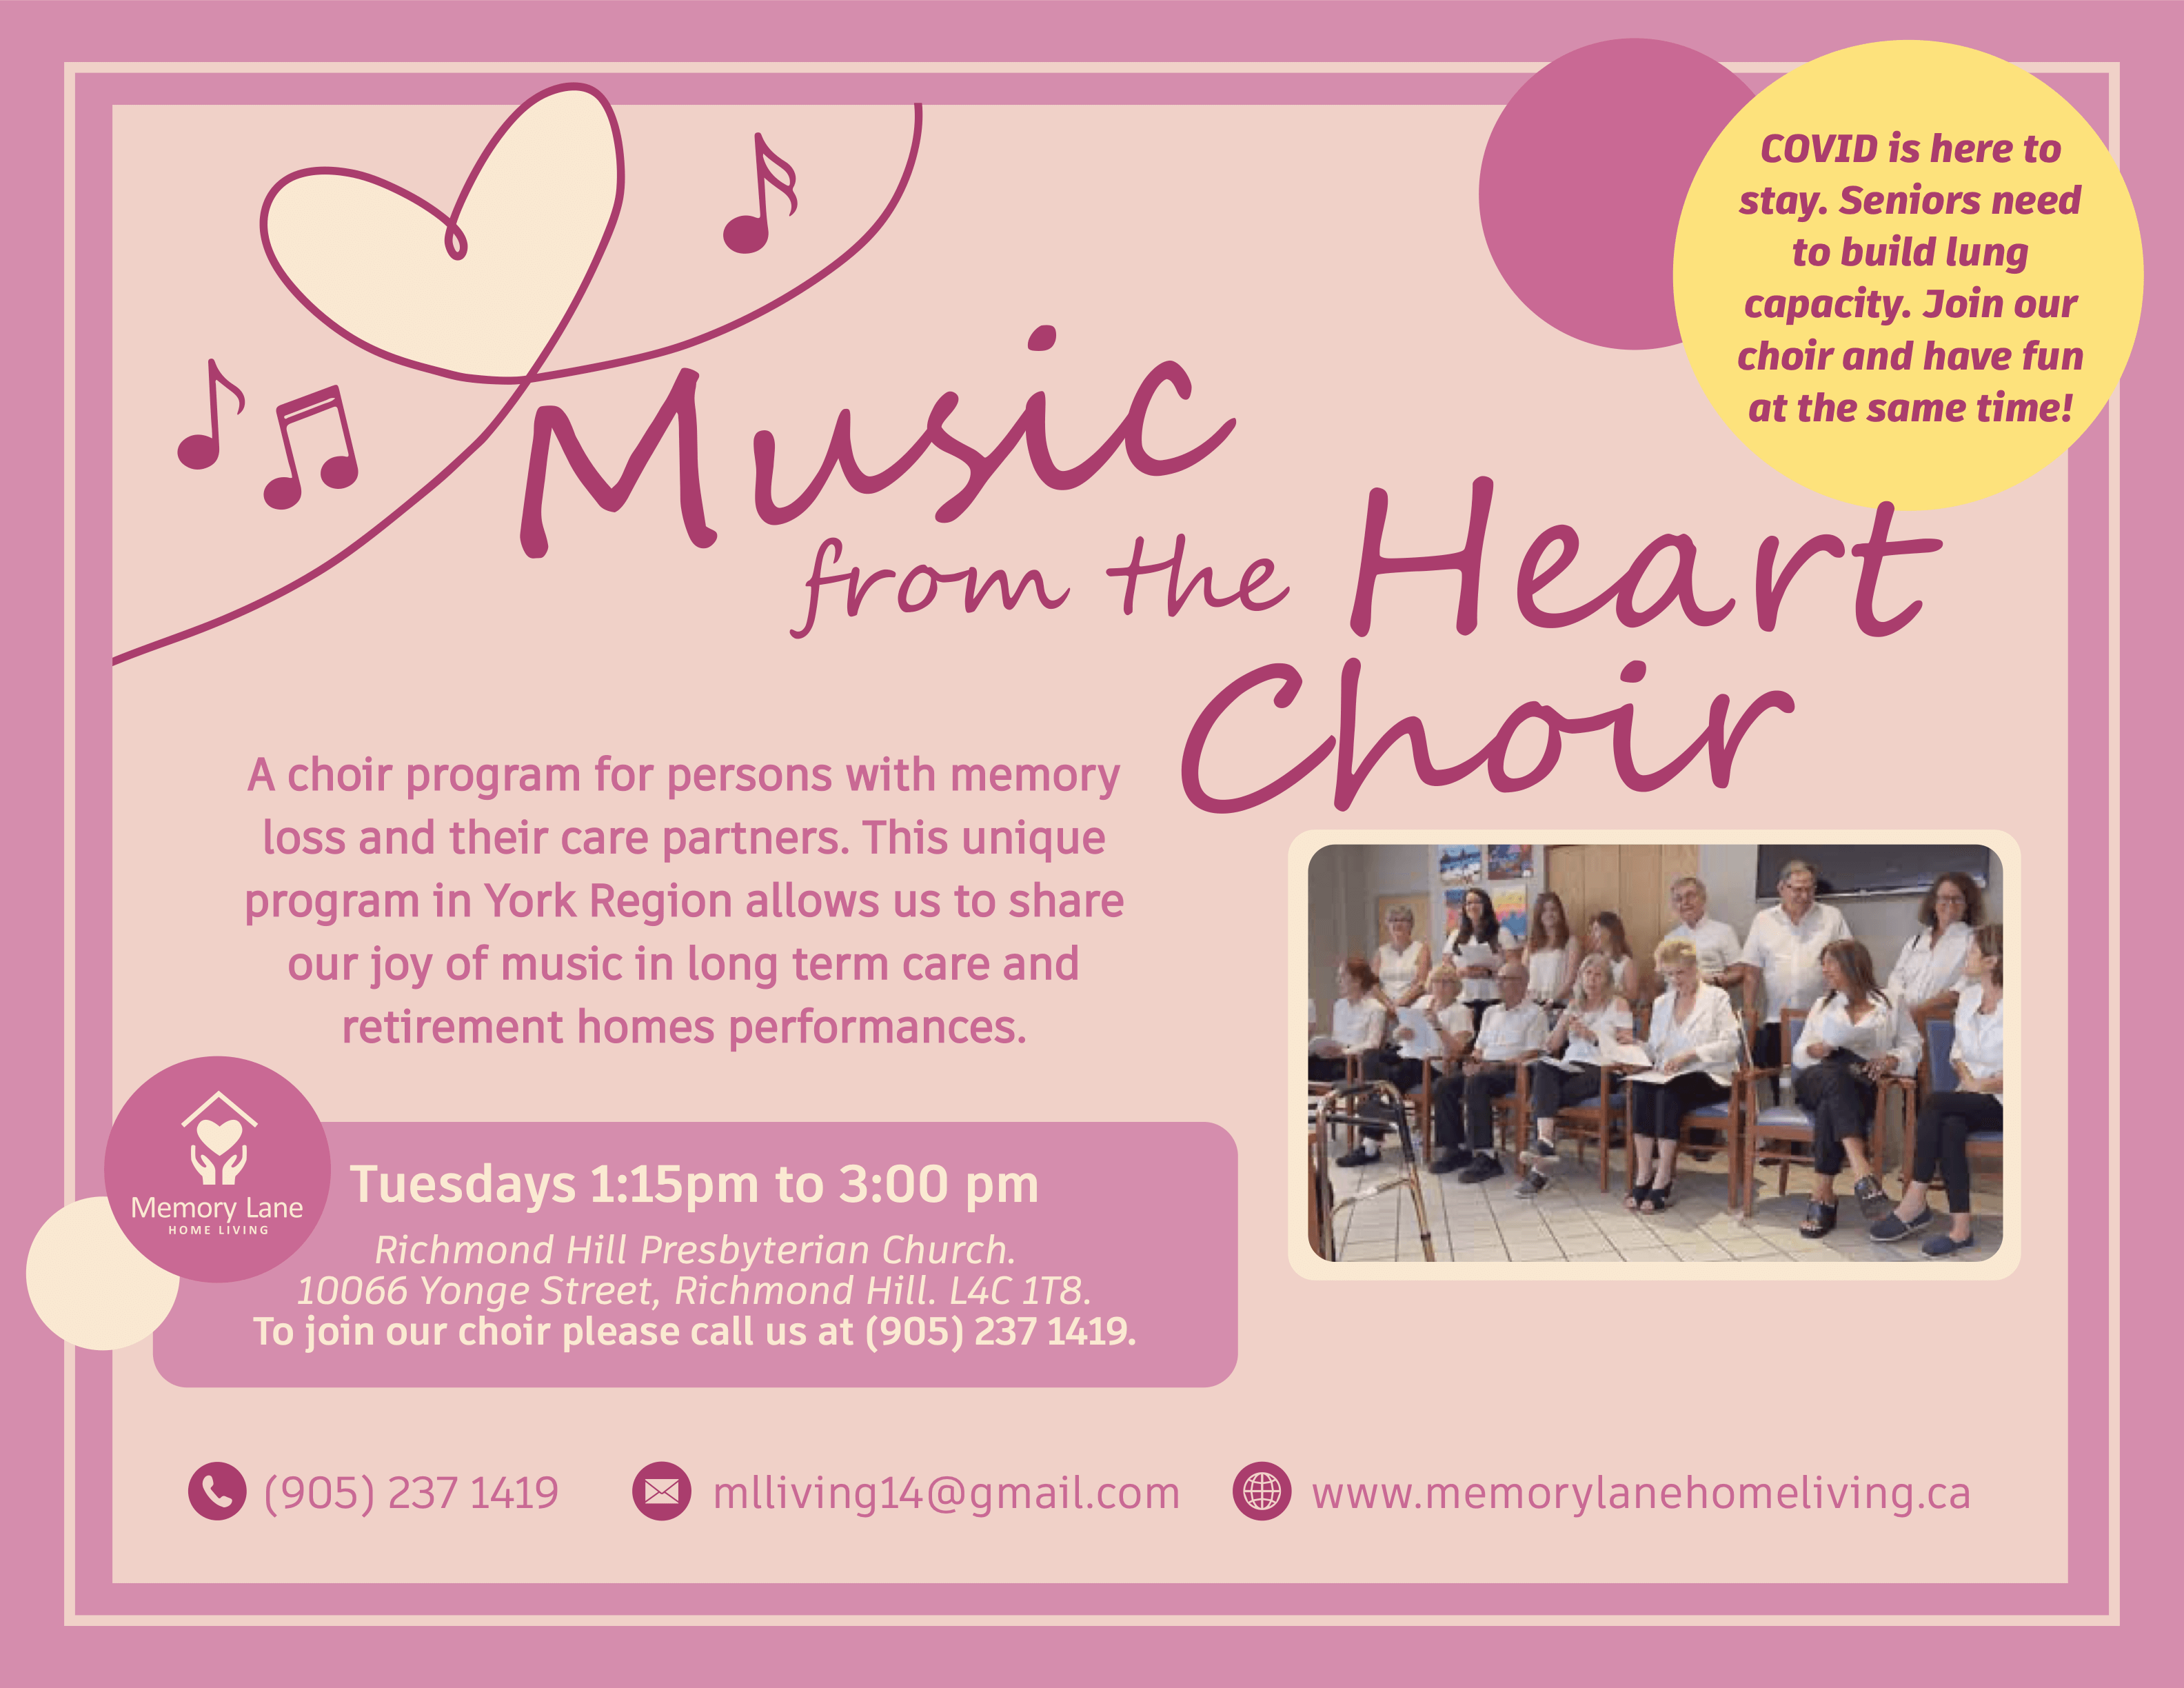 COVID is here to
stay. Seniors need
to build lung
capacity. Join our
choir and have fun
at the same time!
Music
from the Heart
Choir
A choir program for persons with memory
loss and their care partners. This unique
program in York Region allows us to share
our joy of music in long term care and
retirement homes performances.
Memory Lane
HOME LIVING
Tuesdays 1:15pm to 3:00 pm
Richmond Hill Presbyterian Church.
10066 Yonge Street, Richmond Hill. L4C 1T8.
To join our choir please call us at (905) 237 1419.
(905) 237 1419
mlliving14@gmail.com
www.memorylanehomeliving.ca